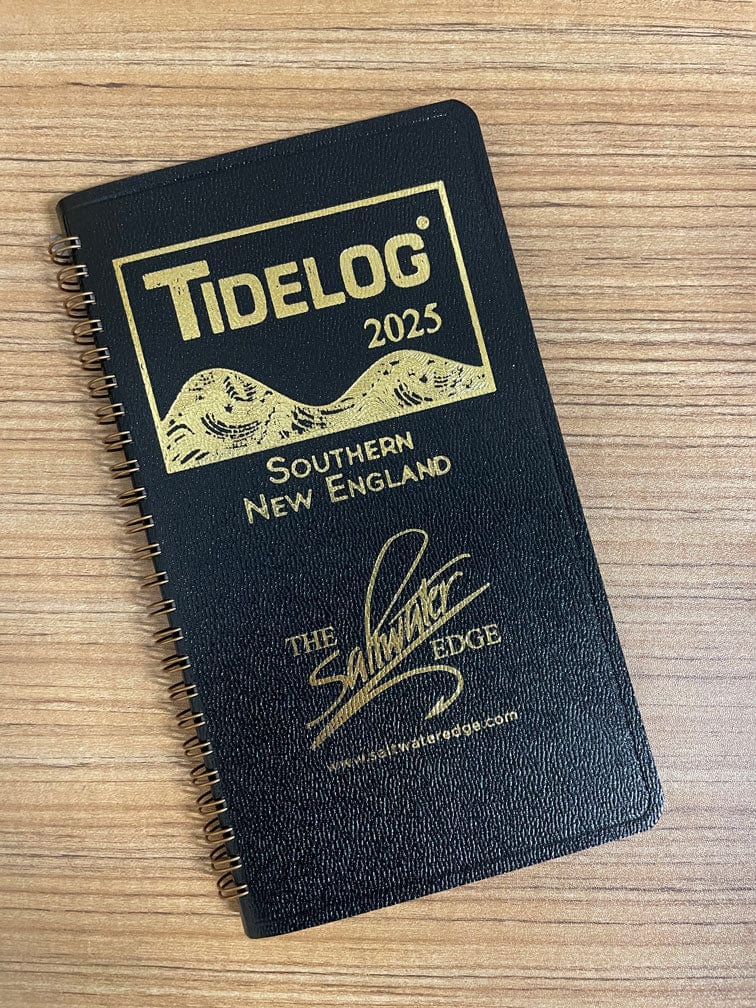 TIDELOG®
2025
SOUTHERN
NEW ENGLAND
THE Saltwater EDGE
www.saltwateredge.com